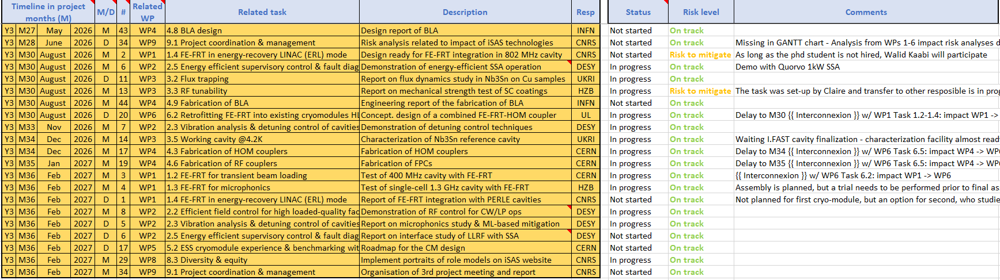 Timeline in project months (M) M/D # Related WP Related task Description Resp Status Risk level Comments
Y3 M27 May 2026 M 43 WP4 4.8 BLA design Design report of BLA INFN Not started On track
Y3 M28 June 2026 D 34 WP9 9.1 Project coordination & management Risk analysis related to impact of iSAS technologies CNRS Not started On track Missing in GANTT chart - Analysis from WPs 1-6 impact risk analyses d
Y3 M30 August 2026 M 2 WP1 1.4 FE-FRT in energy-recovery LINAC (ERL) mode Design ready for FE-FRT integration in 802 MHz cavity CNRS Not started Risk to mitigate As long as the phd student is not hired, Walid Kaabi will participate
Y3 M30 August 2026 M 6 WP2 2.5 Energy efficient supervisory control & fault diag Demonstration of energy-efficient SSA operation DESY In progress On track Demo with Quorvo 1kW SSA
Y3 M30 August 2026 D 11 WP3 3.2 Flux trapping Report on flux dynamics study in Nb3Sn on Cu samples UKRI In progress On track
Y3 M30 August 2026 M 13 WP3 3.3 RF tunability Report on mechanical strength test of SC coatings HZB In progress Risk to mitigate The task was set-up by Claire and transfer to other resposible is in prog
Y3 M30 August 2026 M 44 WP4 4.9 Fabrication of BLA Engineering report of the fabrication of BLA INFN Not started On track
Y3 M30 August 2026 D 20 WP6 6.2 Retrofitting FE-FRT into existing cryomodules HL Concept. design of a combined FE-FRT-HOM coupler UL In progress On track Delay to M30 {{ Interconnexion }} w/ WP1 Task 1.2-1.4: impact WP1 ->
Y3 M33 Nov 2026 M 7 WP2 2.3 Vibration analysis & detuning control of cavities Demonstration of detuning control techniques DESY In progress On track
Y3 M34 Dec 2026 M 14 WP3 3.5 Working cavity @4.2K Characterization of Nb3Sn reference cavity UKRI In progress On track Waiting I.FAST cavity finalization - characterization facility almost read
Y3 M34 Dec 2026 M 17 WP4 4.3 Fabrication of HOM couplers Fabrication of HOM couplers CERN In progress On track Delay to M34 {{ Interconnexion }} w/ WP6 Task 6.5: impact WP4 -> WP6
Y3 M35 Jan 2027 M 19 WP4 4.6 Fabrication of RF couplers Fabrication of FPCs CERN In progress On track Delay to M35 {{ Interconnexion }} w/ WP6 Task 6.5: impact WP4 -> WP6
Y3 M36 Feb 2027 M 3 WP1 1.2 FE-FRT for transient beam loading Test of 400 MHz cavity with FE-FRT CERN In progress On track {{ Interconnexion }} w/ WP6 Task 6.2: impact WP1 -> WP6
Y3 M36 Feb 2027 M 4 WP1 1.3 FE-FRT for microphonics Test of single-cell 1.3 GHz cavity with FE-FRT HZB In progress On track Assembly is planned, but a trial needs to be performed prior to final as
Y3 M36 Feb 2027 D 1 WP1 1.4 FE-FRT in energy-recovery LINAC (ERL) mode Report of FE-FRT integration with PERLE cavities CNRS Not started On track Not planned for first cryo-module, but an option for second, who studie
Y3 M36 Feb 2027 M 8 WP2 2.2 Efficient field control for high loaded-quality fac Demonstration of RF control for CW/LP ops DESY In progress On track
Y3 M36 Feb 2027 D 5 WP2 2.3 Vibration analysis & detuning control of cavities Report on microphonics study & ML-based mitigation DESY In progress On track
Y3 M36 Feb 2027 D 6 WP2 2.5 Energy efficient supervisory control & fault diag Report on interface study of LLRF with SSA DESY Not started On track
Y3 M36 Feb 2027 D 17 WP5 5.2 ESS cryomodule experience & benchmarking wit Roadmap for the CM design CERN Not started On track
Y3 M36 Feb 2027 M 29 WP8 8.3 Diversity & equity Implement portraits of role models on iSAS website CNRS In progress On track
Y3 M36 Feb 2027 M 34 WP9 9.1 Project coordination & management Organisation of 3rd project meeting and report CNRS Not started On track